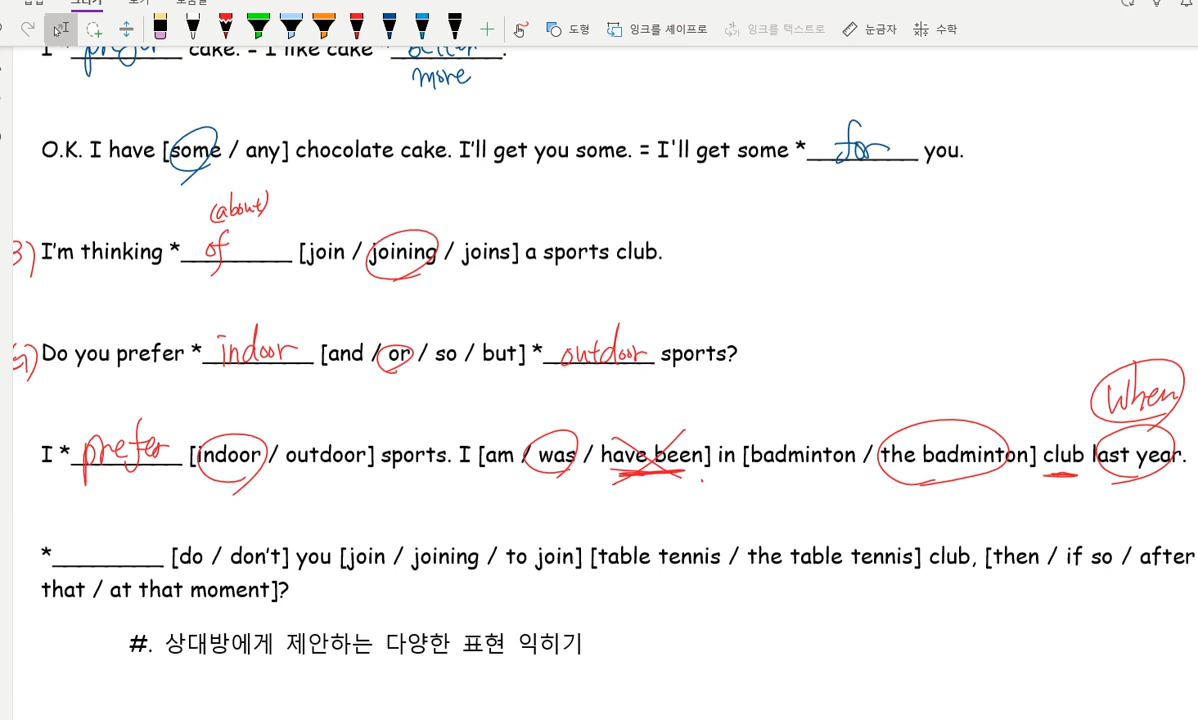 도형 잉크를 셰이프로 잉크를 텍스트로 눈금자 수학
I * prefer cake. = I like cake * better.
more
O.K. I have [some / any] chocolate cake. I'll get you some. = I'll get some * for you.
(about)
3) I'm thinking * of [join / joining / joins] a sports club.
Do you prefer * indoor [and / or / so / but] * outdoor sports?
When
I * prefer [indoor / outdoor] sports. I [am / was / have been] in [badminton / the badminton] club last year.
*_________ [do / don't] you [join / joining / to join] [table tennis / the table tennis] club, [then / if so / after
that / at that moment]?
#. 상대방에게 제안하는 다양한 표현 익히기